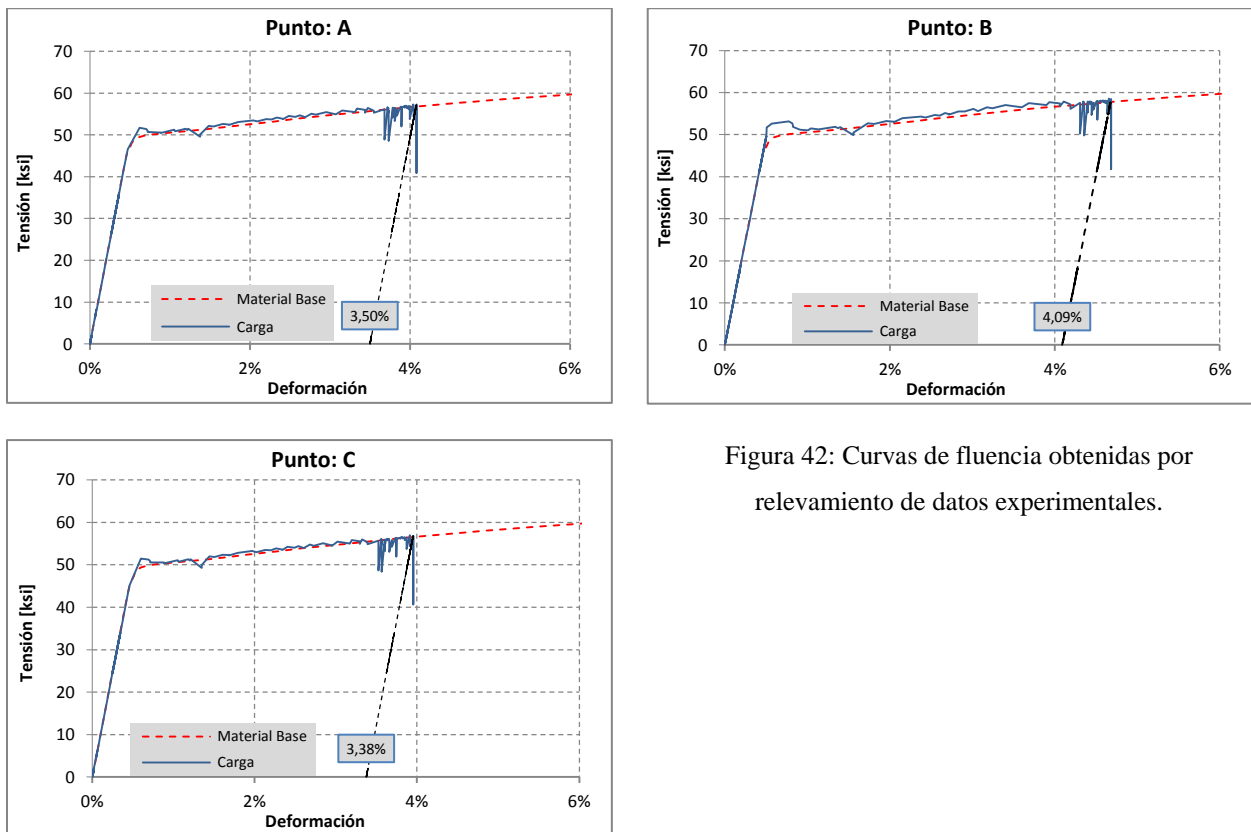 Punto: A
70
60
50
40
30
20
10
0
Tensión [ksi]
Material Base
Carga
3,50%
0%
2%
4%
6%
Deformación
Punto: B
70
60
50
40
30
20
10
0
Tensión [ksi]
Material Base
Carga
4,09%
0%
2%
4%
6%
Deformación
Punto: C
70
60
50
40
30
20
10
0
Tensión [ksi]
Material Base
Carga
3,38%
0%
2%
4%
6%
Deformación
Figura 42: Curvas de fluencia obtenidas por
relevamiento de datos experimentales.